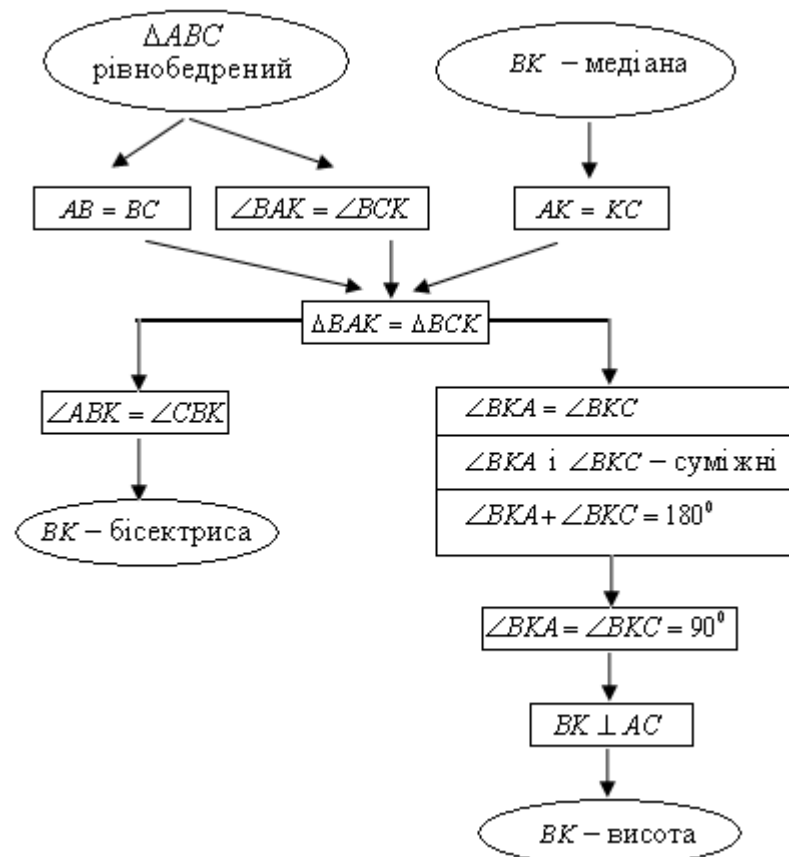 ΔABC
рівнобедрений
BK – медіана
AB = BC
∠BAK = ∠BCK
AK = KC
ΔBAK = ΔBCK
∠ABK = ∠CBK
BK – бісектриса
∠BKA = ∠BKC
∠BKA і ∠BKC – суміжні
∠BKA + ∠BKC = 180⁰
∠BKA = ∠BKC = 90⁰
BK ⊥ AC
BK – висота